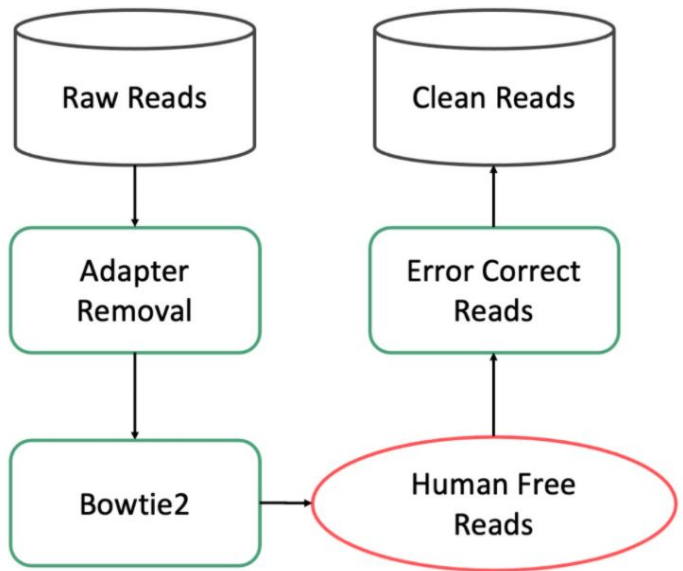 Raw Reads
Adapter
Removal
Bowtie2
Human Free
Reads
Error Correct
Reads
Clean Reads